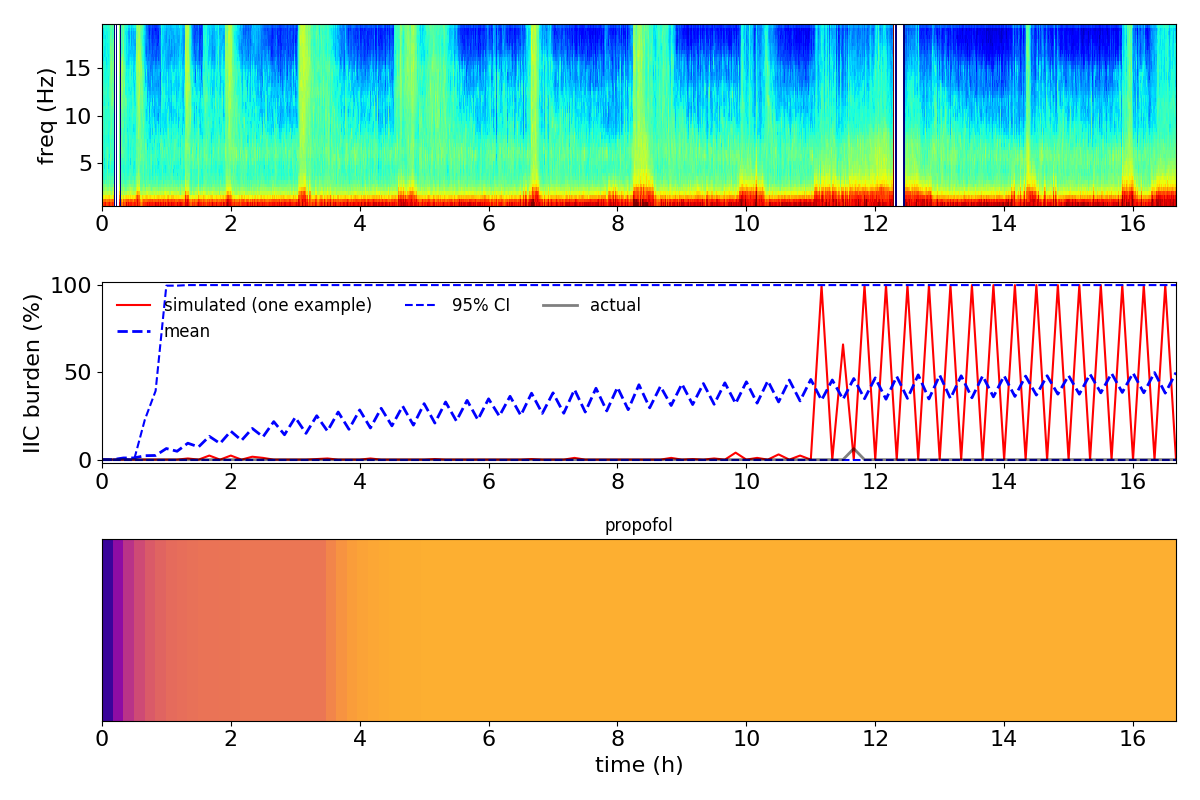 freq (Hz)
15
10
5
0 2 4 6 8 10 12 14 16
IIC burden (%)
100
50
0
simulated (one example)
mean
95% CI
actual
0 2 4 6 8 10 12 14 16
propofol
0 2 4 6 8 10 12 14 16
time (h)